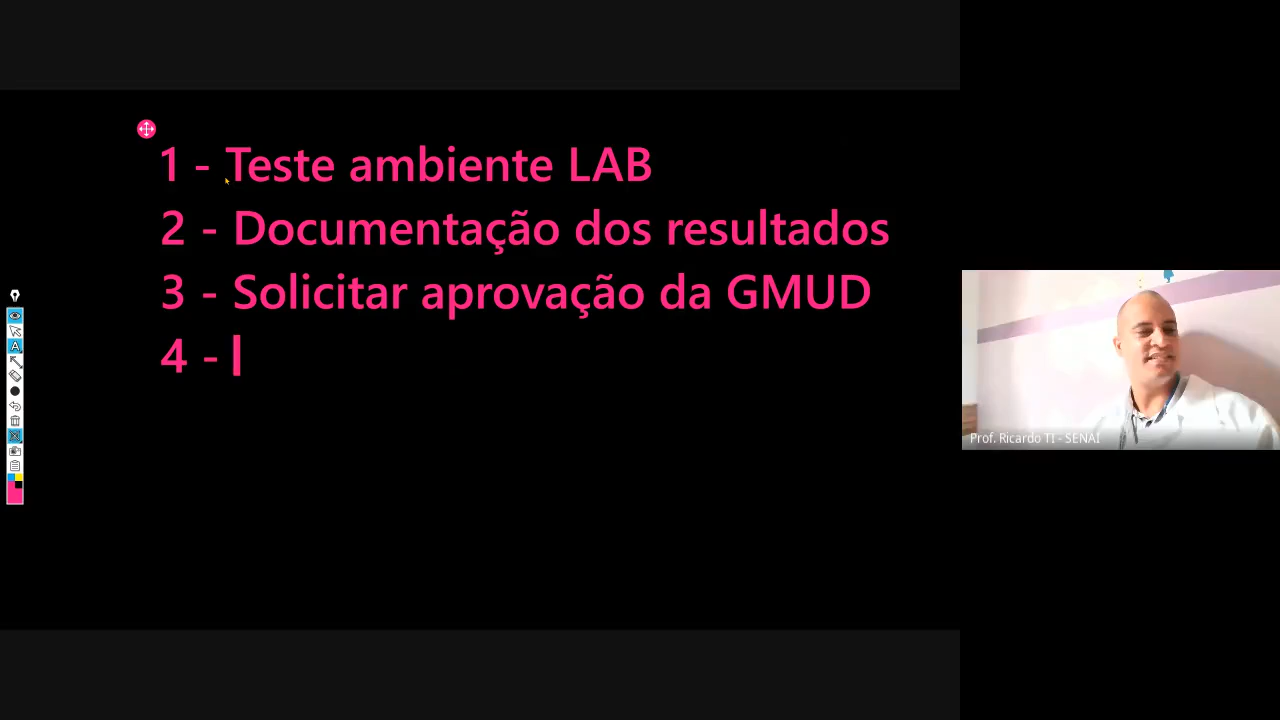 1 - Teste ambiente LAB
2 - Documentação dos resultados
3 - Solicitar aprovação da GMUD
4 -
Prof. Ricardo TI - SENAI